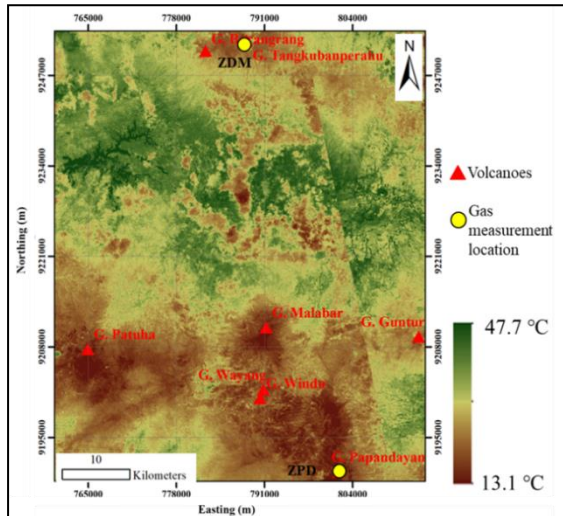 765000 778000 791000 804000
G. Burangrang
G. Tangkubanperahu
ZDM
N
9247000 9247000
9234000 9234000
Volcanoes
Gas
measurement
location
Northing (m)
9221000 9221000
G. Malabar
G. Guntur
G. Patuha
47.7 °C
9208000 9208000
G. Wayang
G. Windu
9195000 9195000
G. Papandayan
ZPD
10
Kilometers
13.1 °C
765000 778000 791000 804000
Easting (m)